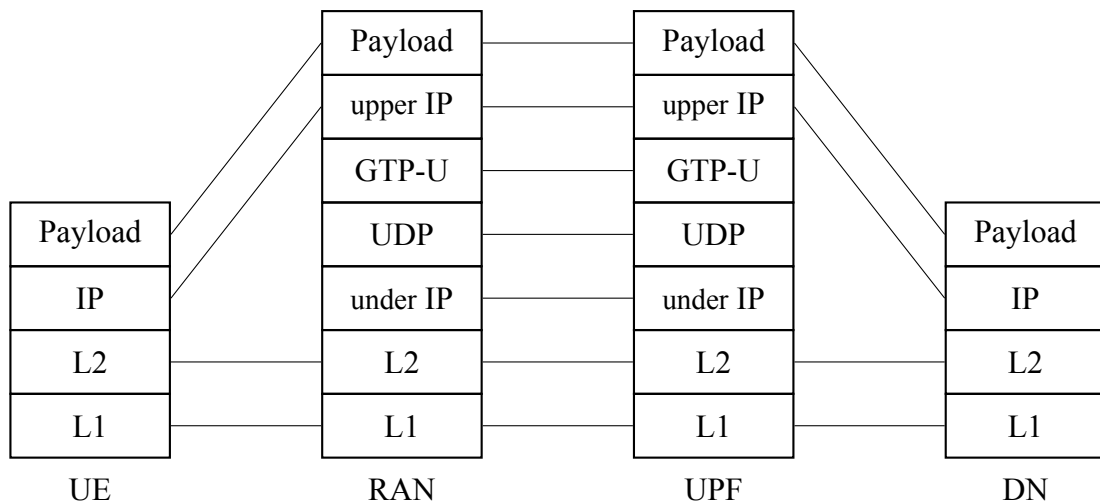 Payload
IP
L2
L1
UE
Payload
upper IP
GTP-U
UDP
under IP
L2
L1
RAN
Payload
upper IP
GTP-U
UDP
under IP
L2
L1
UPF
Payload
IP
L2
L1
DN